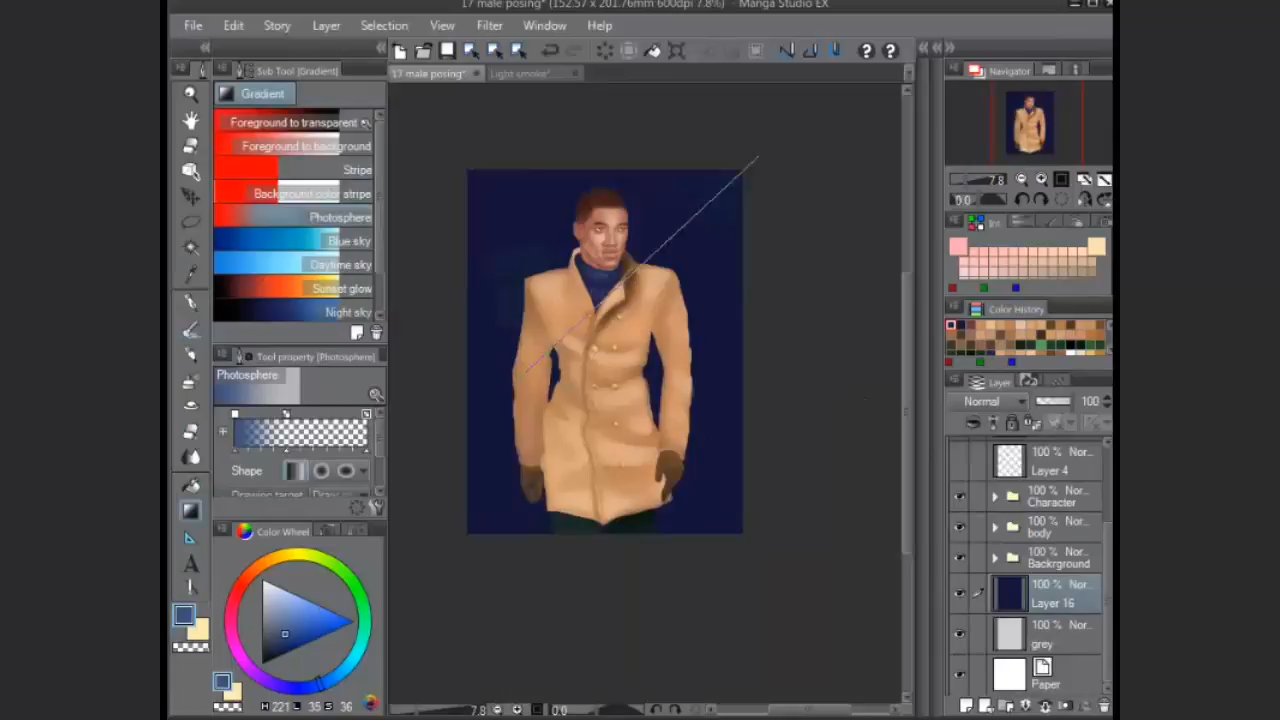 17 male posing* (152.57 x 201.76mm 600dpi 7.8%) - Manga Studio EX
File Edit Story Layer Selection View Filter Window Help
Sub Tool [Gradient]
17 male posing*
Light smoke*
Navigator
Gradient
Foreground to transparent
Foreground to background
Stripe
Background color stripe
Photosphere
Blue sky
Daytime sky
Sunset glow
Night sky
7.8
0.0
Int
Color History
Tool property [Photosphere]
Photosphere
Shape
Layer
Normal 100
100 % Nor...
Layer 4
100 % Nor...
Character
100 % Nor...
body
100 % Nor...
Backrground
100 % Nor...
Layer 16
100 % Nor...
grey
Paper
Color Wheel
A
H 221 L 35 S 36
7.8 0.0